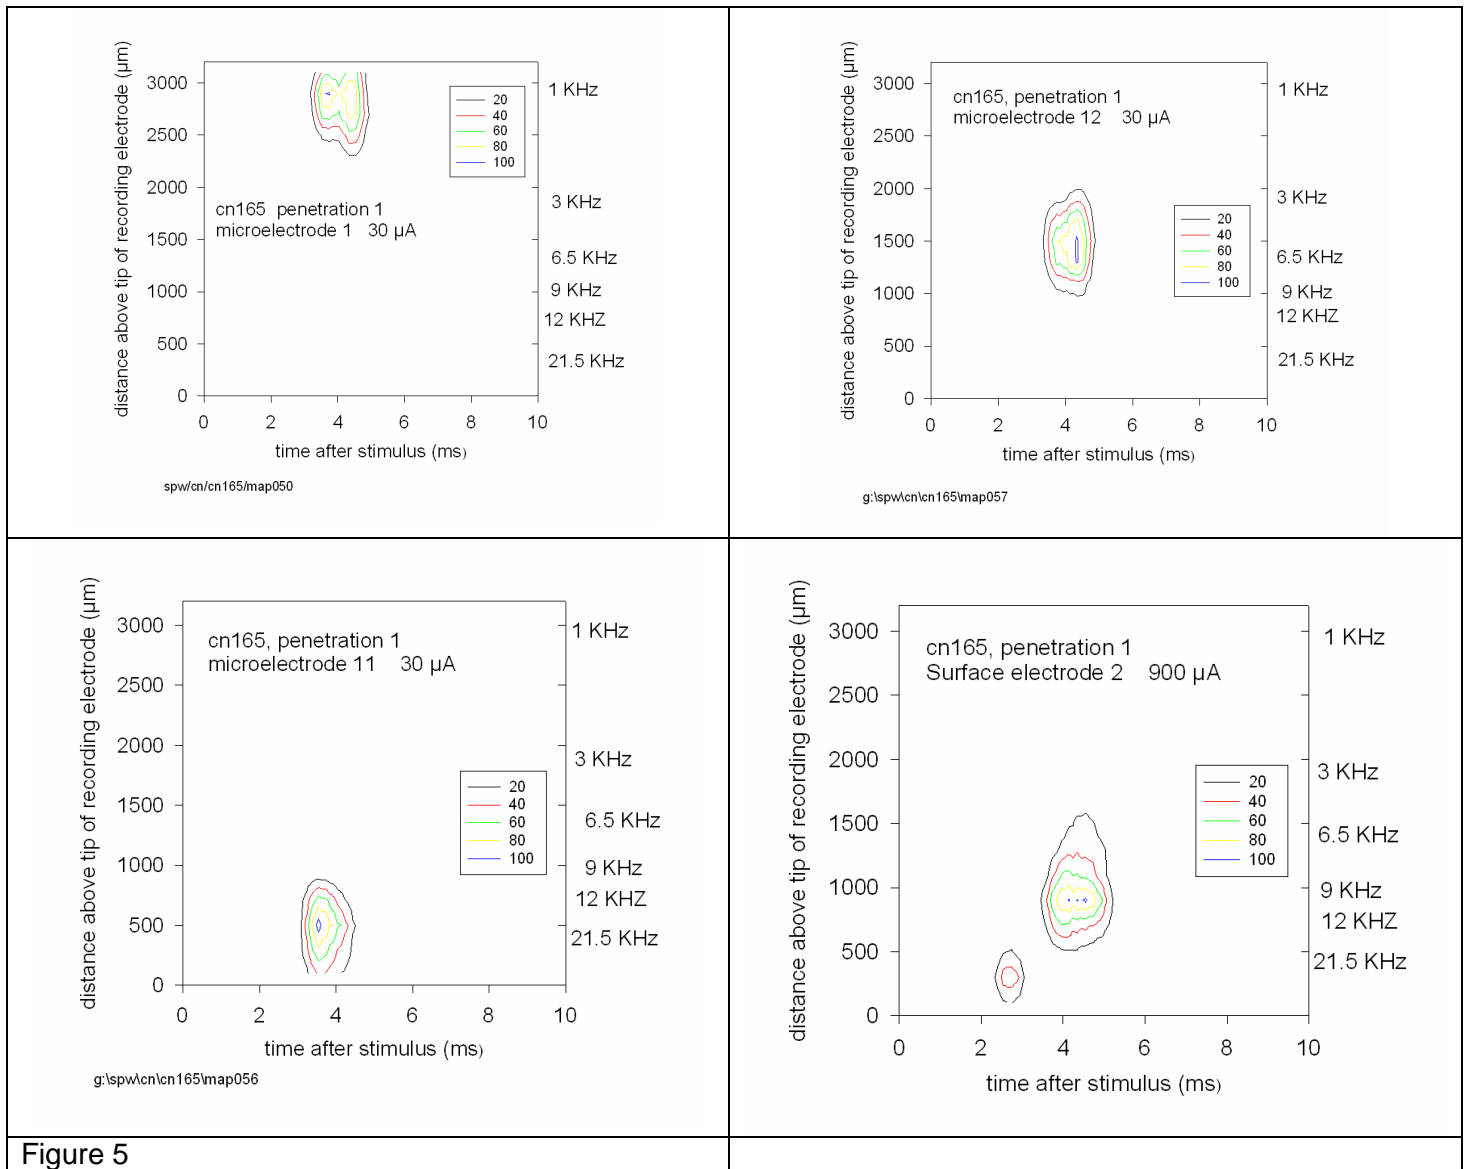 distance above tip of recording electrode (µm)
3000
2500
2000
1500
1000
500
0
0 2 4 6 8 10
time after stimulus (ms)
20
40
60
80
100
cn165 penetration 1
microelectrode 1 30 µA
1 KHz
3 KHz
6.5 KHz
9 KHz
12 KHZ
21.5 KHz
spw/cn/cn165/map050
distance above tip of recording electrode (µm)
3000
2500
2000
1500
1000
500
0
0 2 4 6 8 10
time after stimulus (ms)
cn165, penetration 1
microelectrode 12 30 µA
20
40
60
80
100
1 KHz
3 KHz
6.5 KHz
9 KHz
12 KHZ
21.5 KHz
g:\spw\cn\cn165\map057
distance above tip of recording electrode (µm)
3000
2500
2000
1500
1000
500
0
0 2 4 6 8 10
time after stimulus (ms)
cn165, penetration 1
microelectrode 11 30 µA
20
40
60
80
100
1 KHz
3 KHz
6.5 KHz
9 KHz
12 KHZ
21.5 KHz
g:\spw\cn\cn165\map056
distance above tip of recording electrode (µm)
3000
2500
2000
1500
1000
500
0
0 2 4 6 8 10
time after stimulus (ms)
cn165, penetration 1
Surface electrode 2 900 µA
20
40
60
80
100
1 KHz
3 KHz
6.5 KHz
9 KHz
12 KHZ
21.5 KHz
Figure 5